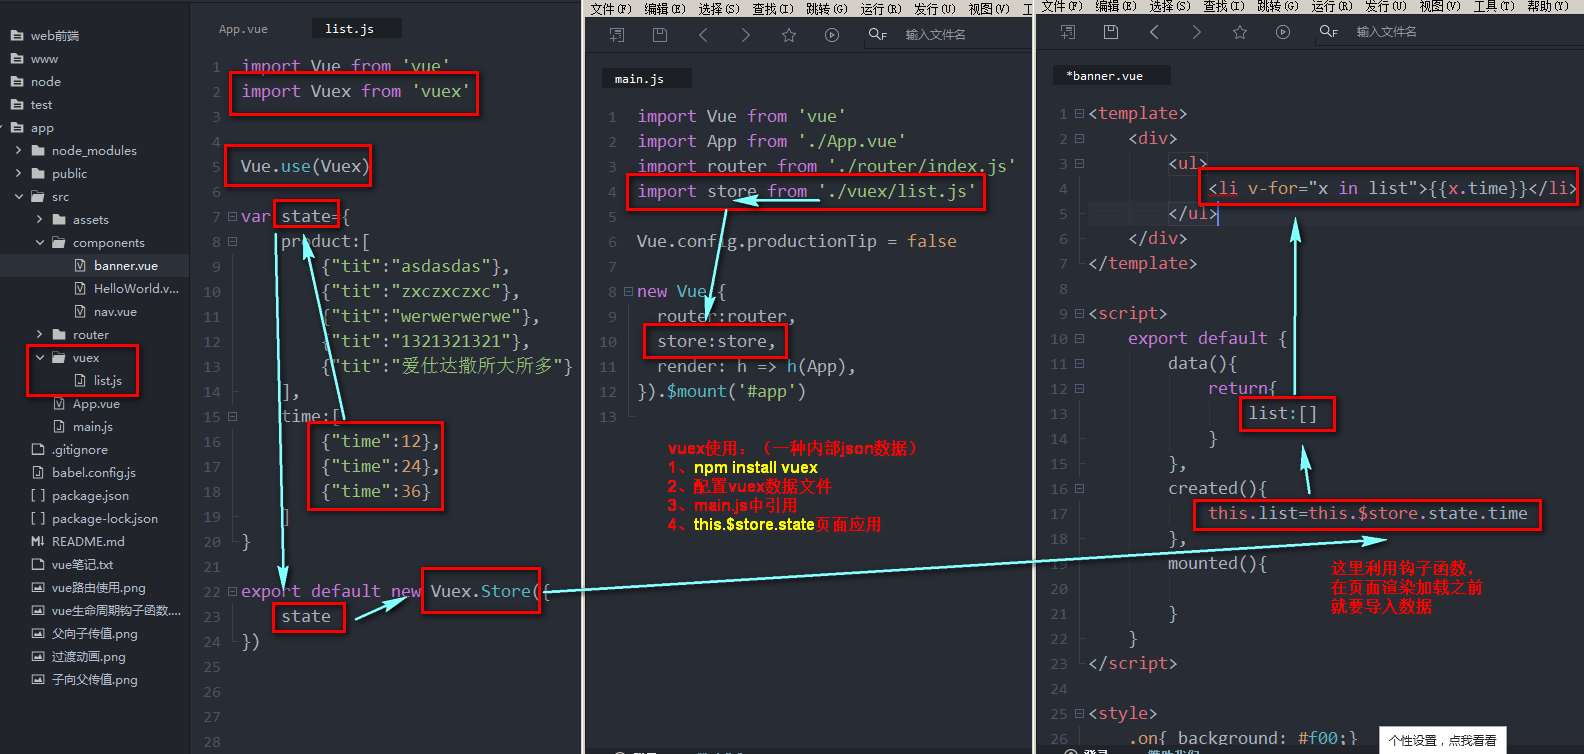 web前端
www
node
test
app
node_modules
public
src
assets
components
banner.vue
HelloWorld.v...
nav.vue
router
vuex
list.js
App.vue
main.js
.gitignore
babel.config.js
package.json
package-lock.json
README.md
vue笔记.txt
vue路由使用.png
vue生命周期钩子函数....
父向子传值.png
过渡动画.png
子向父传值.png
App.vue
list.js
1 import Vue from 'vue'
2 import Vuex from 'vuex'
3
4
5 Vue.use(Vuex)
6
7 var state={
8 product:[
9 {"tit":"asdasdas"},
10 {"tit":"zxczxczxc"},
11 {"tit":"werwerwerwe"},
12 {"tit":"1321321321"},
13 {"tit":"爱仕达撒所大所多"}
14 ],
15 time:[
16 {"time":12},
17 {"time":24},
18 {"time":36}
19 ]
20 }
21
22 export default new Vuex.Store({
23 state
24 })
25
26
27
28
文件(F) 编辑(E) 选择(S) 查找(I) 跳转(G) 运行(R) 发行(U) 视图(V)
输入文件名
main.js
1 import Vue from 'vue'
2 import App from './App.vue'
3 import router from './router/index.js'
4 import store from './vuex/list.js'
5
6 Vue.config.productionTip = false
7
8 new Vue({
9 router:router,
10 store:store,
11 render: h => h(App),
12 }).$mount('#app')
13
vuex使用：（一种内部json数据）
1、npm install vuex
2、配置vuex数据文件
3、main.js中引用
4、this.$store.state页面应用
文件(F) 编辑(E) 选择(S) 查找(I) 跳转(G) 运行(R) 发行(U) 视图(V) 工具(T) 帮助(Y)
输入文件名
*banner.vue
1 <template>
2 <div>
3 <ul>
4 <li v-for="x in list">{{x.time}}</li>
5 </ul>
6 </div>
7 </template>
8
9 <script>
10 export default {
11 data(){
12 return{
13 list:[]
14 }
15 },
16 created(){
17 this.list=this.$store.state.time
18 },
19 mounted(){
20
21 }
22 }
23 </script>
24
25 <style>
26 .on{ background: #f00;}
这里利用钩子函数，
在页面渲染加载之前
就要导入数据
个性设置，点我看看